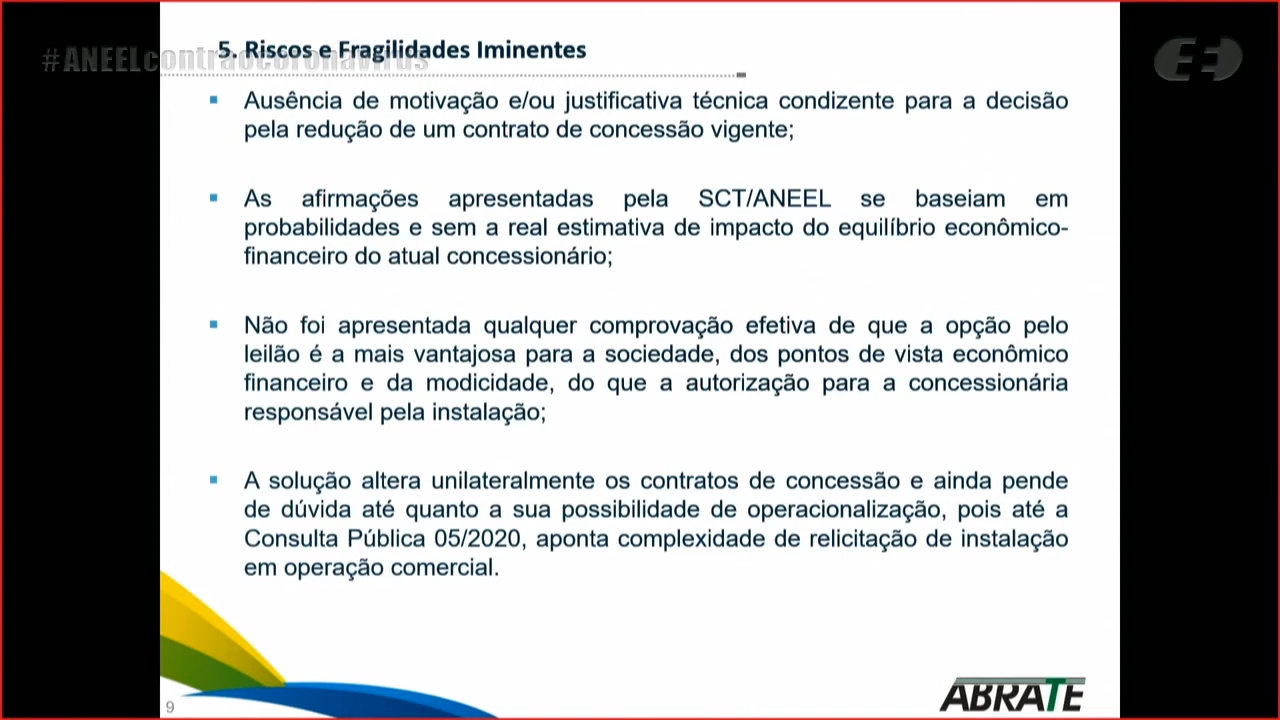 #ANEELcontraocoronavirus
5. Riscos e Fragilidades Iminentes
Ausência de motivação e/ou justificativa técnica condizente para a decisão
pela redução de um contrato de concessão vigente;
As afirmações apresentadas pela SCT/ANEEL se baseiam em
probabilidades e sem a real estimativa de impacto do equilíbrio econômico-
financeiro do atual concessionário;
Não foi apresentada qualquer comprovação efetiva de que a opção pelo
leilão é a mais vantajosa para a sociedade, dos pontos de vista econômico
financeiro e da modicidade, do que a autorização para a concessionária
responsável pela instalação;
A solução altera unilateralmente os contratos de concessão e ainda pende
de dúvida até quanto a sua possibilidade de operacionalização, pois até a
Consulta Pública 05/2020, aponta complexidade de relicitação de instalação
em operação comercial.
9
ABRATE